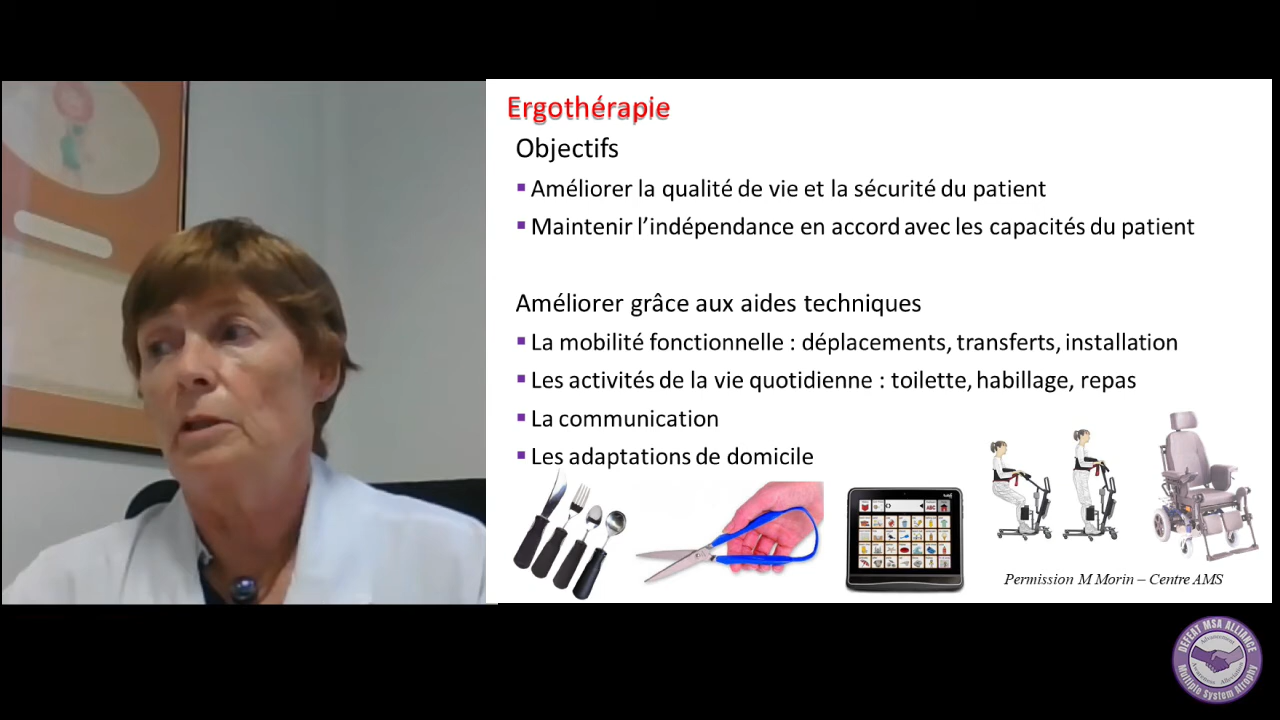 Ergothérapie
Objectifs
▪ Améliorer la qualité de vie et la sécurité du patient
▪ Maintenir l’indépendance en accord avec les capacités du patient
Améliorer grâce aux aides techniques
▪ La mobilité fonctionnelle : déplacements, transferts, installation
▪ Les activités de la vie quotidienne : toilette, habillage, repas
▪ La communication
▪ Les adaptations de domicile
ABC
Permission M Morin – Centre AMS
DEFEAT MSA ALLIANCE
Multiple System Atrophy